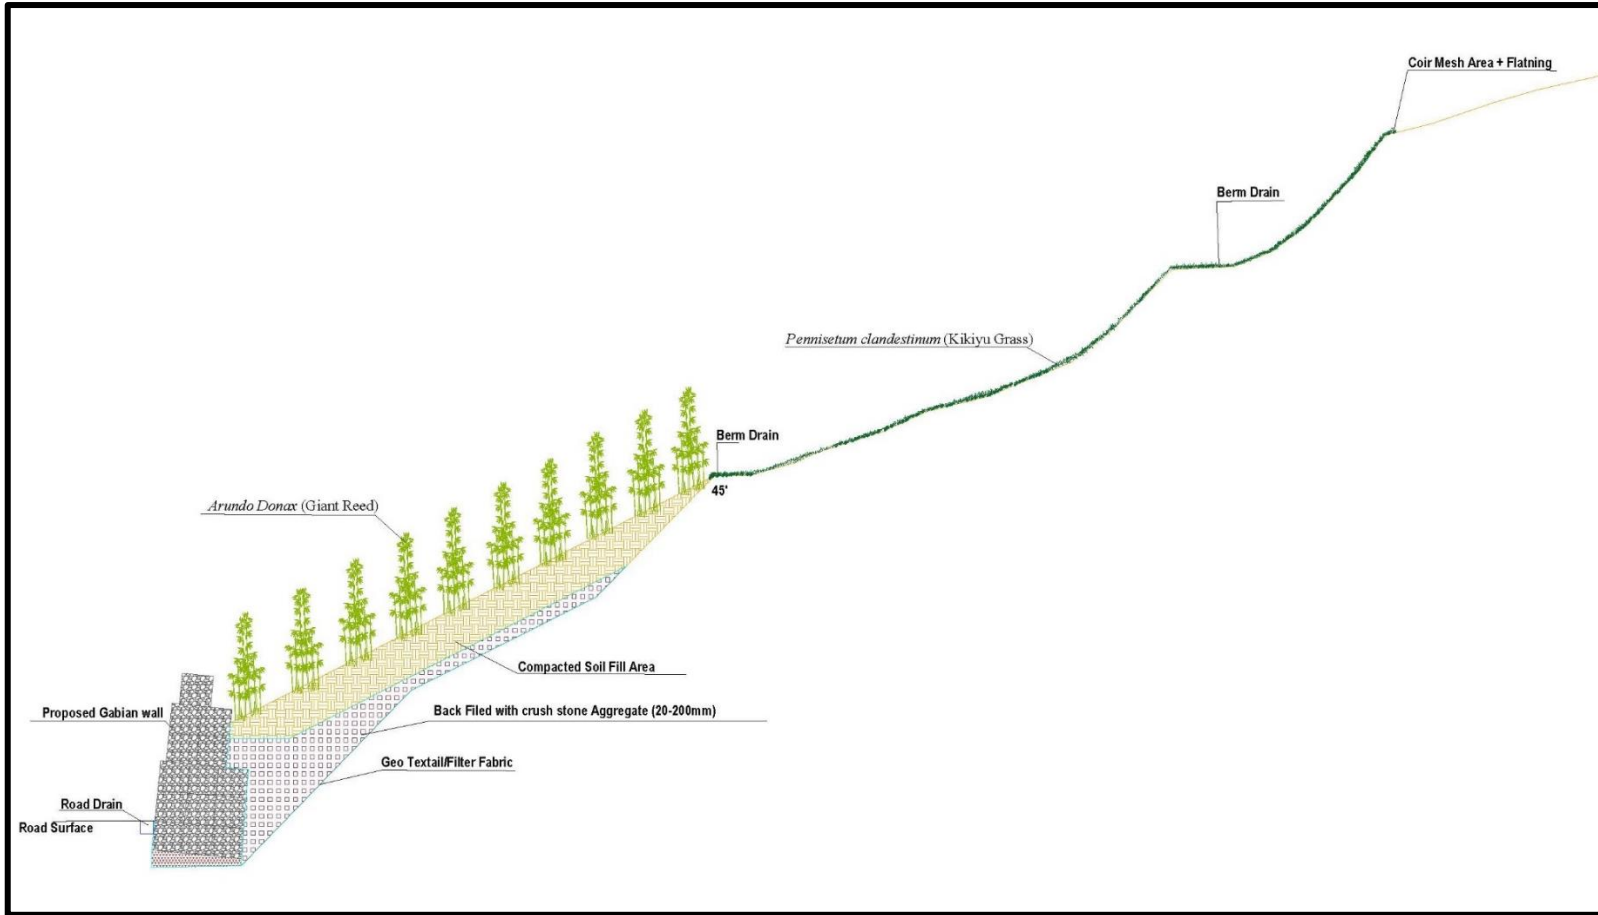 Coir Mesh Area + Flatning
Berm Drain
Pennisetum clandestinum (Kikiyu Grass)
Berm Drain
45'
Arundo Donax (Giant Reed)
Compacted Soil Fill Area
Proposed Gabian wall
Back Filed with crush stone Aggregate (20-200mm)
Geo Textail/Filter Fabric
Road Drain
Road Surface